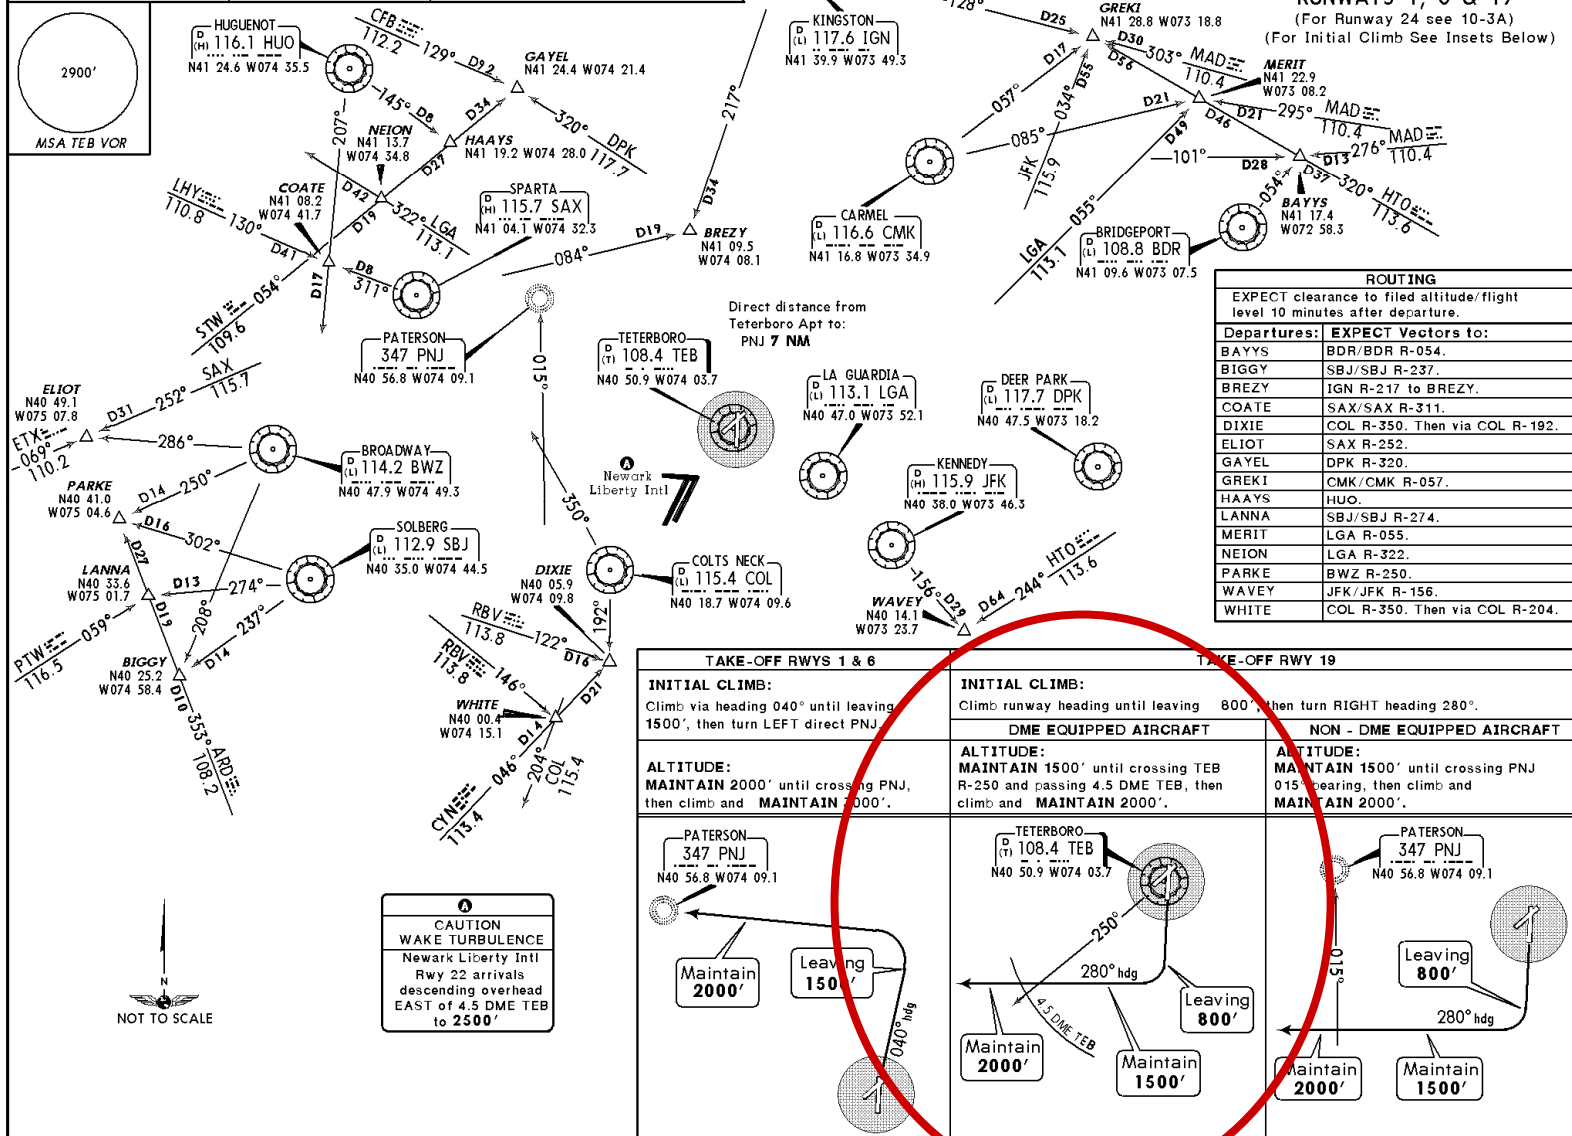 2900'
MSA TEB VOR
HUGUENOT
D
(H) 116.1 HUO
N41 24.6 W074 35.5
CFB
112.2
129°
D92
GAYEL
N41 24.4 W074 21.4
145°
D8
D34
207°
NEION
N41 13.7
W074 34.8
HAAYS
N41 19.2 W074 28.0
320°
DPK
117.7
D27
LHY
110.8
130°
D41
COATE
N41 08.2
W074 41.7
D42
D19
322°
LGA
113.1
SPARTA
D
(H) 115.7 SAX
N41 04.1 W074 32.3
D8
311°
D17
STW
109.6
054°
KINGSTON
D
(L) 117.6 IGN
N41 39.9 W073 49.3
217°
D34
D19
084°
BREZY
N41 09.5
W074 08.1
128°
D25
GREKI
N41 28.8 W073 18.8
D17
D30
303°
MAD
110.4
D56
D55
034°
JFK
115.9
057°
085°
D21
MERIT
N41 22.9
W073 08.2
D21
295°
MAD
110.4
D46
D49
101°
D28
D13
276°
MAD
110.4
D37
320°
HTO
113.6
054°
BAYYS
N41 17.4
W072 58.3
055°
LGA
113.1
CARMEL
D
(L) 116.6 CMK
N41 16.8 W073 34.9
BRIDGEPORT
D
(L) 108.8 BDR
N41 09.6 W073 07.5
(For Runway 24 see 10-3A)
(For Initial Climb See Insets Below)
ROUTING
EXPECT clearance to filed altitude/flight
level 10 minutes after departure.
Departures: EXPECT Vectors to:
BAYYS BDR/BDR R-054.
BIGGY SBJ/SBJ R-237.
BREZY IGN R-217 to BREZY.
COATE SAX/SAX R-311.
DIXIE COL R-350. Then via COL R-192.
ELIOT SAX R-252.
GAYEL DPK R-320.
GREKI CMK/CMK R-057.
HAAYS HUO.
LANNA SBJ/SBJ R-274.
MERIT LGA R-055.
NEION LGA R-322.
PARKE BWZ R-250.
WAVEY JFK/JFK R-156.
WHITE COL R-350. Then via COL R-204.
Direct distance from
Teterboro Apt to:
PNJ 7 NM
PATERSON
347 PNJ
N40 56.8 W074 09.1
015°
TETERBORO
D
(T) 108.4 TEB
N40 50.9 W074 03.7
LA GUARDIA
D
(L) 113.1 LGA
N40 47.0 W073 52.1
DEER PARK
D
(L) 117.7 DPK
N40 47.5 W073 18.2
KENNEDY
D
(H) 115.9 JFK
N40 38.0 W073 46.3
156°
D29
D64
244°
HTO
113.6
WAVEY
N40 14.1
W073 23.7
A
Newark
Liberty Intl
350°
COLTS NECK
D
(L) 115.4 COL
N40 18.7 W074 09.6
DIXIE
N40 05.9
W074 09.8
192°
RBV
113.8
122°
D16
RBV
113.8
146°
D21
WHITE
N40 00.4
W074 15.1
D14
046°
204°
COL
115.4
CYN
113.4
ELIOT
N40 49.1
W075 07.8
D31
252°
SAX
115.7
ETX
069°
110.2
286°
BROADWAY
D
(L) 114.2 BWZ
N40 47.9 W074 49.3
PARKE
N40 41.0
W075 04.6
D14
250°
D16
302°
D27
SOLBERG
D
(L) 112.9 SBJ
N40 35.0 W074 44.5
LANNA
N40 33.6
W075 01.7
D13
274°
PTW
116.5
059°
D19
208°
237°
D14
BIGGY
N40 25.2
W074 58.4
D10
353°
ARD
108.2
N
NOT TO SCALE
A
CAUTION
WAKE TURBULENCE
Newark Liberty Intl
Rwy 22 arrivals
descending overhead
EAST of 4.5 DME TEB
to 2500'
TAKE-OFF RWYS 1 & 6
INITIAL CLIMB:
Climb via heading 040° until leaving
1500', then turn LEFT direct PNJ.
ALTITUDE:
MAINTAIN 2000' until crossing PNJ,
then climb and MAINTAIN 3000'.
PATERSON
347 PNJ
N40 56.8 W074 09.1
Maintain
2000'
Leaving
1500'
040° hdg
TAKE-OFF RWY 19
INITIAL CLIMB:
Climb runway heading until leaving 800', then turn RIGHT heading 280°.
DME EQUIPPED AIRCRAFT
ALTITUDE:
MAINTAIN 1500' until crossing TEB
R-250 and passing 4.5 DME TEB, then
climb and MAINTAIN 2000'.
TETERBORO
D
(T) 108.4 TEB
N40 50.9 W074 03.7
250°
280° hdg
4.5 DME TEB
Leaving
800'
Maintain
2000'
Maintain
1500'
NON - DME EQUIPPED AIRCRAFT
ALTITUDE:
MAINTAIN 1500' until crossing PNJ
015° bearing, then climb and
MAINTAIN 2000'.
PATERSON
347 PNJ
N40 56.8 W074 09.1
015°
Leaving
800'
280° hdg
Maintain
2000'
Maintain
1500'